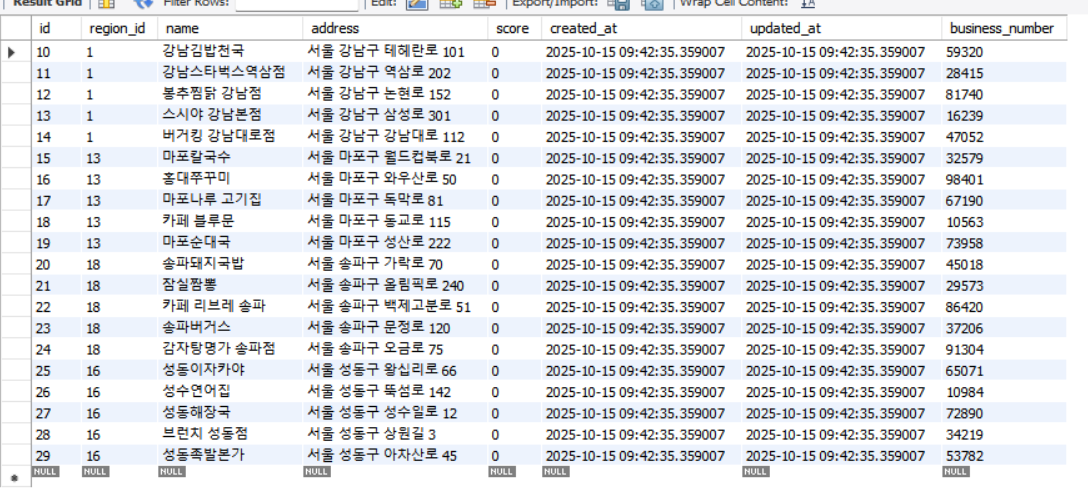 Result Grid Filter Rows: Edit: Export/Import: Wrap Cell Content:
id region_id name address score created_at updated_at business_number
10 1 강남김밥천국 서울 강남구 테헤란로 101 0 2025-10-15 09:42:35.359007 2025-10-15 09:42:35.359007 59320
11 1 강남스타벅스역삼점 서울 강남구 역삼로 202 0 2025-10-15 09:42:35.359007 2025-10-15 09:42:35.359007 28415
12 1 봉추찜닭 강남점 서울 강남구 논현로 152 0 2025-10-15 09:42:35.359007 2025-10-15 09:42:35.359007 81740
13 1 스시야 강남본점 서울 강남구 삼성로 301 0 2025-10-15 09:42:35.359007 2025-10-15 09:42:35.359007 16239
14 1 버거킹 강남대로점 서울 강남구 강남대로 112 0 2025-10-15 09:42:35.359007 2025-10-15 09:42:35.359007 47052
15 13 마포칼국수 서울 마포구 월드컵북로 21 0 2025-10-15 09:42:35.359007 2025-10-15 09:42:35.359007 32579
16 13 홍대쭈꾸미 서울 마포구 와우산로 50 0 2025-10-15 09:42:35.359007 2025-10-15 09:42:35.359007 98401
17 13 마포나루 고기집 서울 마포구 독막로 81 0 2025-10-15 09:42:35.359007 2025-10-15 09:42:35.359007 67190
18 13 카페 블루문 서울 마포구 동교로 115 0 2025-10-15 09:42:35.359007 2025-10-15 09:42:35.359007 10563
19 13 마포순대국 서울 마포구 성산로 222 0 2025-10-15 09:42:35.359007 2025-10-15 09:42:35.359007 73958
20 18 송파돼지국밥 서울 송파구 가락로 70 0 2025-10-15 09:42:35.359007 2025-10-15 09:42:35.359007 45018
21 18 잠실짬뽕 서울 송파구 올림픽로 240 0 2025-10-15 09:42:35.359007 2025-10-15 09:42:35.359007 29573
22 18 카페 리브레 송파 서울 송파구 백제고분로 51 0 2025-10-15 09:42:35.359007 2025-10-15 09:42:35.359007 86420
23 18 송파버거스 서울 송파구 문정로 120 0 2025-10-15 09:42:35.359007 2025-10-15 09:42:35.359007 37206
24 18 감자탕명가 송파점 서울 송파구 오금로 75 0 2025-10-15 09:42:35.359007 2025-10-15 09:42:35.359007 91304
25 16 성동이자카야 서울 성동구 왕십리로 66 0 2025-10-15 09:42:35.359007 2025-10-15 09:42:35.359007 65071
26 16 성수연어집 서울 성동구 뚝섬로 142 0 2025-10-15 09:42:35.359007 2025-10-15 09:42:35.359007 10984
27 16 성동해장국 서울 성동구 성수일로 12 0 2025-10-15 09:42:35.359007 2025-10-15 09:42:35.359007 72890
28 16 브런치 성동점 서울 성동구 상원길 3 0 2025-10-15 09:42:35.359007 2025-10-15 09:42:35.359007 34219
29 16 성동족발본가 서울 성동구 아차산로 45 0 2025-10-15 09:42:35.359007 2025-10-15 09:42:35.359007 53782
NULL NULL NULL NULL NULL NULL NULL NULL